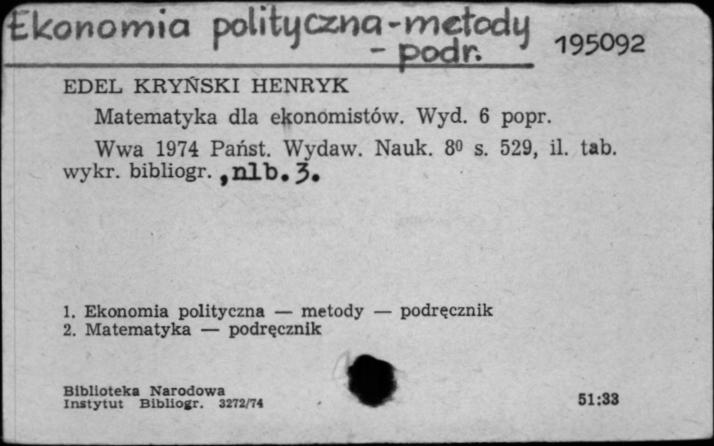 Ekonomia polityczna-metody
- podr. 195092
EDEL KRYŃSKI HENRYK
Matematyka dla ekonomistów. Wyd. 6 popr.
Wwa 1974 Państ. Wydaw. Nauk. 8⁰ s. 529, il. tab.
wykr. bibliogr. , nlb. 3.
1. Ekonomia polityczna — metody — podręcznik
2. Matematyka — podręcznik
Biblioteka Narodowa
Instytut Bibliogr. 3272/74 51:33